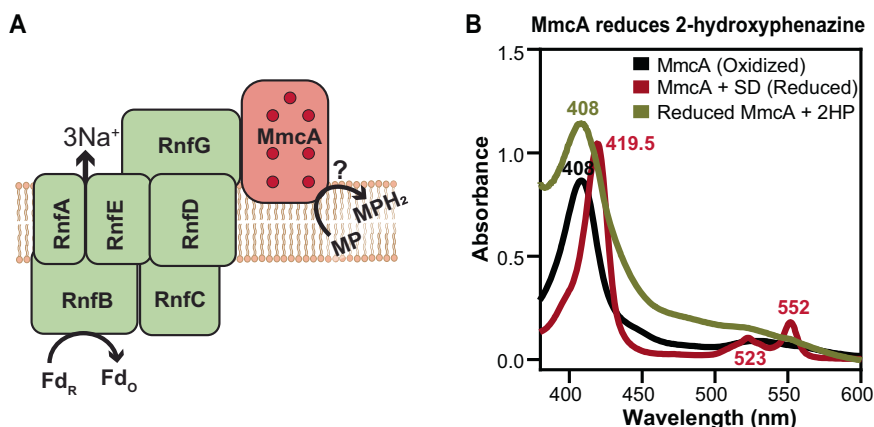 A
3Na⁺
RnfG
MmcA
?
RnfA
RnfE
RnfD
MPH₂
MP
RnfB
RnfC
Fd_R
Fd_O
B
MmcA reduces 2-hydroxyphenazine
MmcA (Oxidized)
MmcA + SD (Reduced)
Reduced MmcA + 2HP
408
419.5
408
552
523
Absorbance
1.5
1.0
0.5
0.0
400
450
500
550
600
Wavelength (nm)